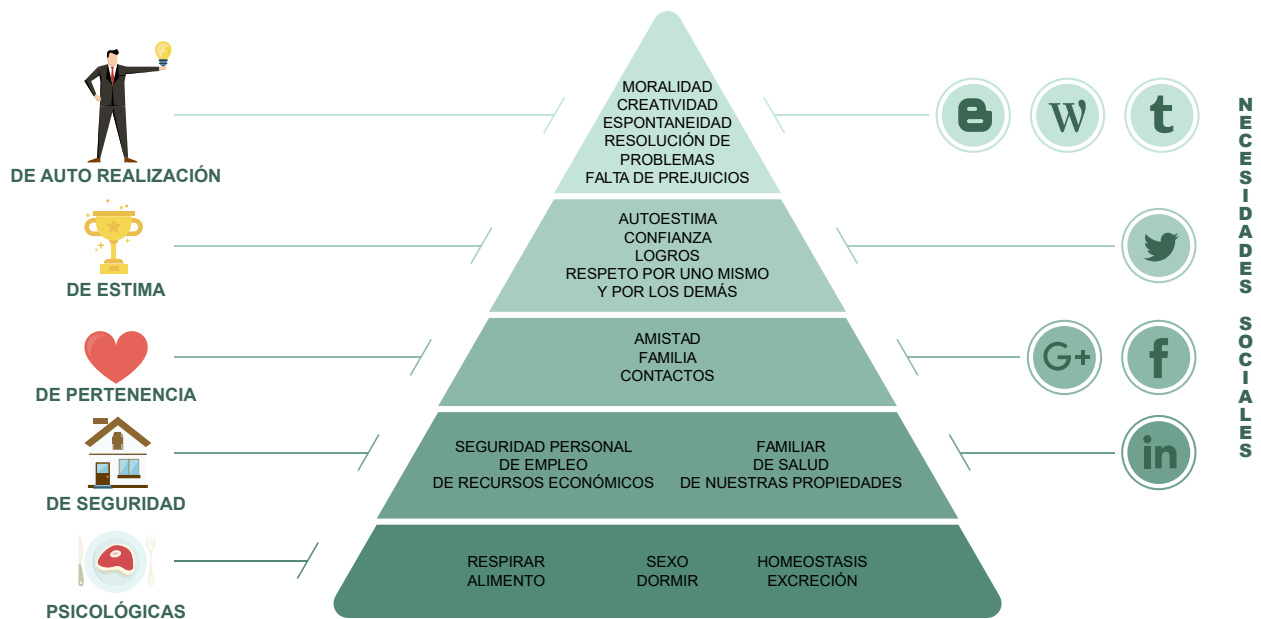 MORALIDAD
CREATIVIDAD
ESPONTANEIDAD
RESOLUCIÓN DE
PROBLEMAS
FALTA DE PREJUICIOS
DE AUTO REALIZACIÓN
AUTOESTIMA
CONFIANZA
LOGROS
RESPETO POR UNO MISMO
Y POR LOS DEMÁS
DE ESTIMA
AMISTAD
FAMILIA
CONTACTOS
G+
f
DE PERTENENCIA
SEGURIDAD PERSONAL
DE EMPLEO
DE RECURSOS ECONÓMICOS
FAMILIAR
DE SALUD
DE NUESTRAS PROPIEDADES
in
DE SEGURIDAD
RESPIRAR
ALIMENTO
SEXO
DORMIR
HOMEOSTASIS
EXCRECIÓN
PSICOLÓGICAS
B
W
t
NECESIDADES SOCIALES